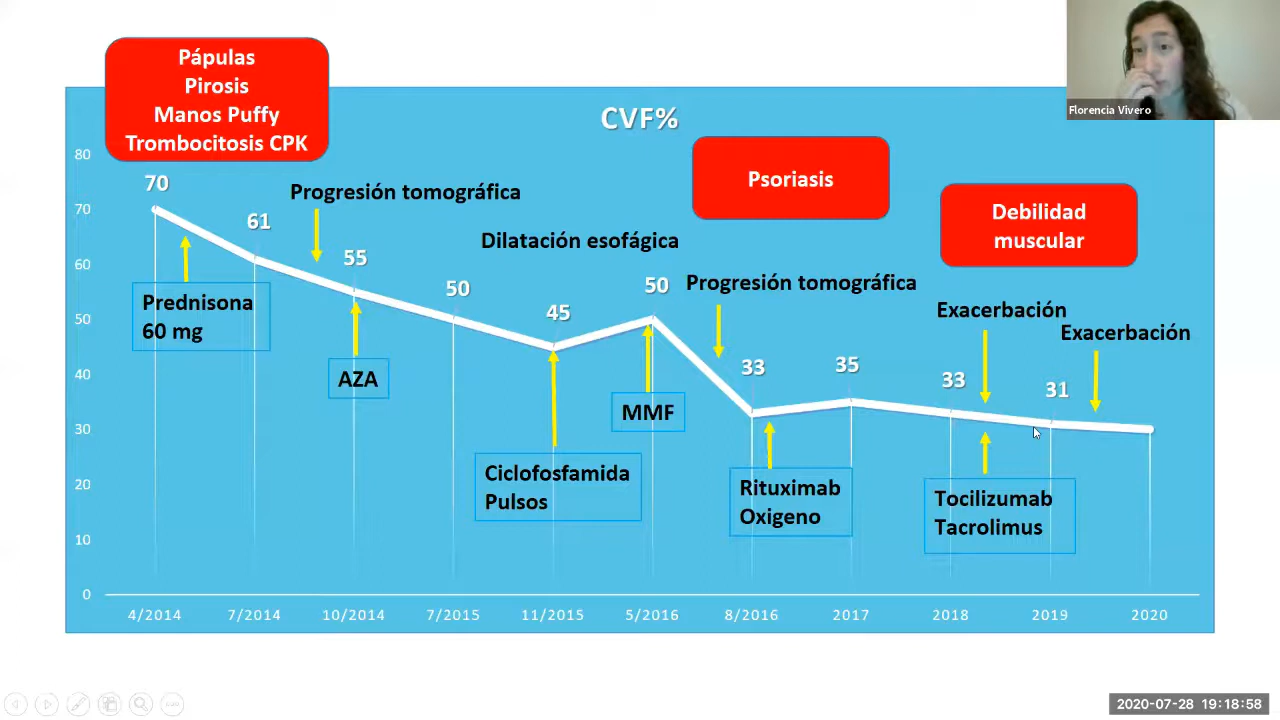 Pápulas
Pirosis
Manos Puffy
Trombocitosis CPK
Florencia Vivero
CVF%
Psoriasis
Debilidad
muscular
Progresión tomográfica
Dilatación esofágica
Progresión tomográfica
Exacerbación
Exacerbación
80
70
60
50
40
30
20
10
0
70
61
55
50
45
50
33
35
33
31
Prednisona
60 mg
AZA
Ciclofosfamida
Pulsos
MMF
Rituximab
Oxigeno
Tocilizumab
Tacrolimus
4/2014
7/2014
10/2014
7/2015
11/2015
5/2016
8/2016
2017
2018
2019
2020
2020-07-28 19:18:58